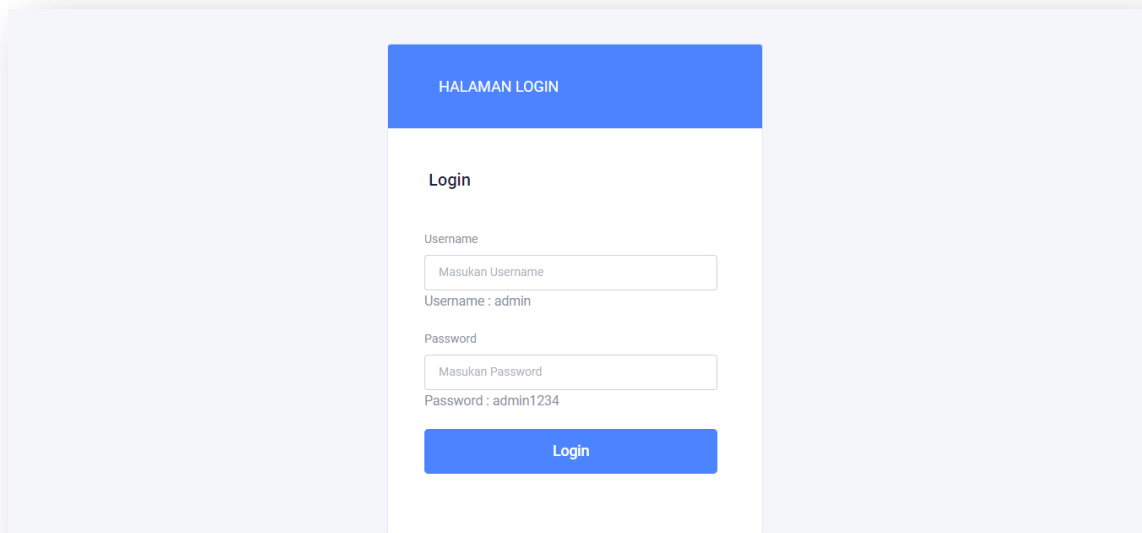 HALAMAN LOGIN
Login
Username
Masukan Username
Username : admin
Password
Masukan Password
Password : admin1234
Login